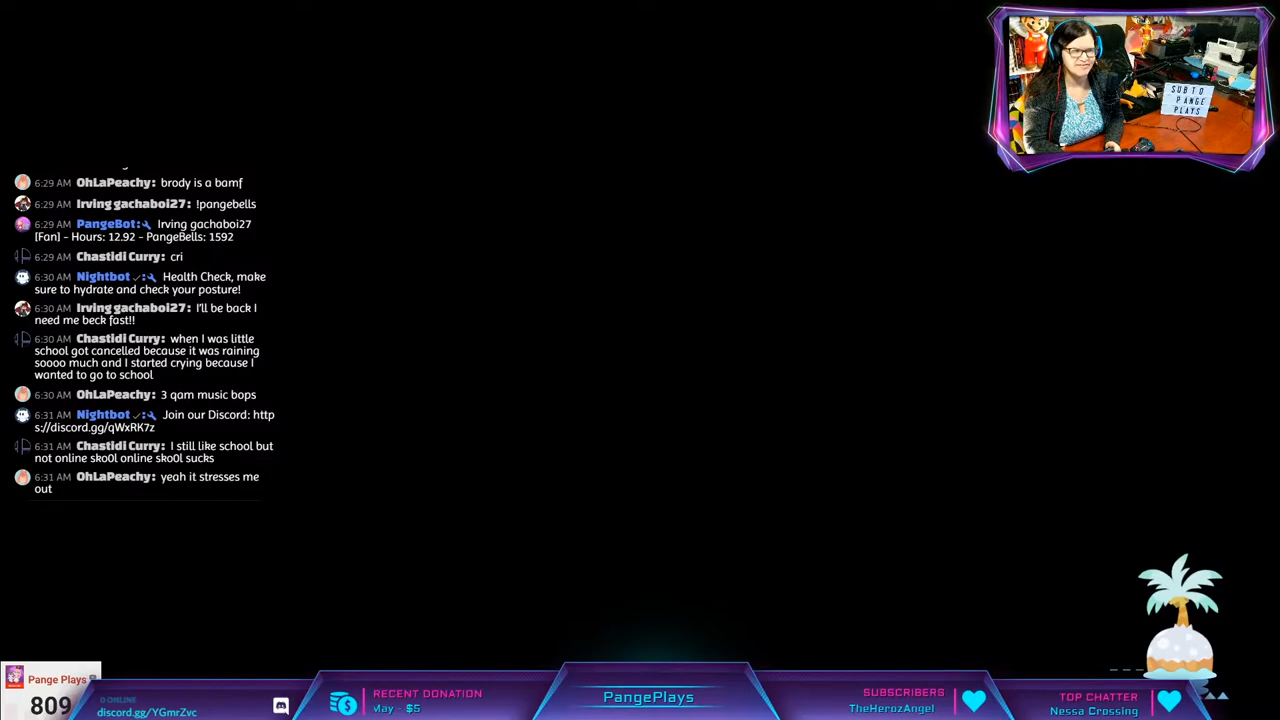 SUB TO
PANGE
PLAYS
6:29 AM OhLaPeachy: brody is a bamf
6:29 AM Irving gachaboi27: !pangebells
6:29 AM PangeBot: Irving gachaboi27
[Fan] - Hours: 12.92 - PangeBells: 1592
6:29 AM Chastidi Curry: cri
6:30 AM Nightbot: Health Check, make
sure to hydrate and check your posture!
6:30 AM Irving gachaboi27: I'll be back I
need me beck fast!!
6:30 AM Chastidi Curry: when I was little
school got cancelled because it was raining
soooo much and I started crying because I
wanted to go to school
6:30 AM OhLaPeachy: 3 qam music bops
6:31 AM Nightbot: Join our Discord: http
s://discord.gg/qWxRK7z
6:31 AM Chastidi Curry: I still like school but
not online sko0l online sko0l sucks
6:31 AM OhLaPeachy: yeah it stresses me
out
Pange Plays
809
0 ONLINE
discord.gg/YGmrZvc
RECENT DONATION
May - $5
PangePlays
SUBSCRIBERS
TheHerozAngel
TOP CHATTER
Nessa Crossing